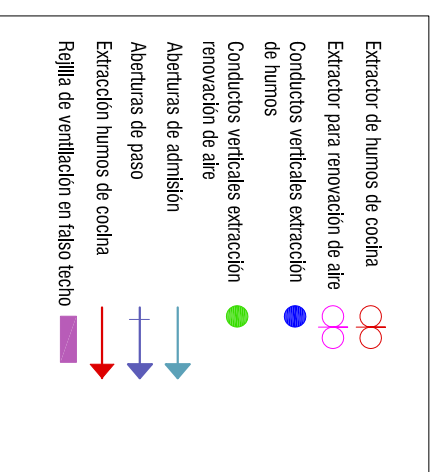 Extractor de humos de cocina
Extractor para renovación de aire
Conductos verticales extracción
de humos
Conductos verticales extracción
renovación de aire
Aberturas de admisión
Aberturas de paso
Extracción humos de cocina
Rejilla de ventilación en falso techo